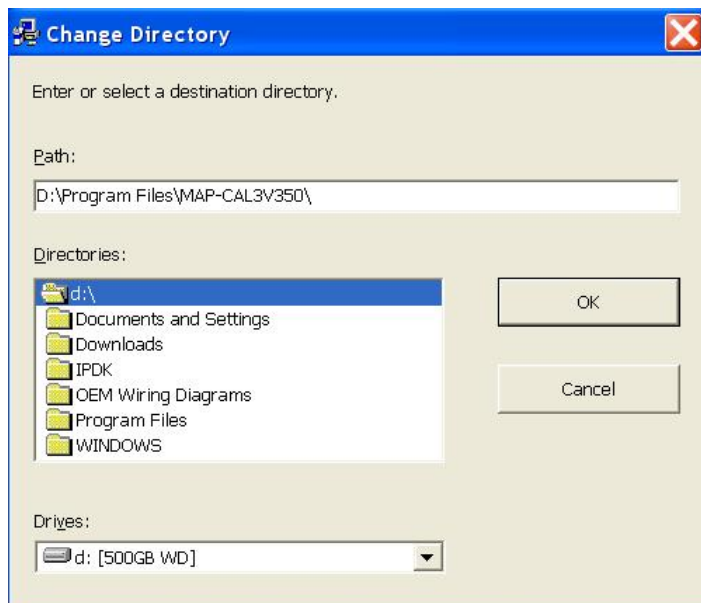 Change Directory
Enter or select a destination directory.
Path:
D:\Program Files\MAP-CAL3V350\
Directories:
d:\
Documents and Settings
Downloads
IPDK
OEM Wiring Diagrams
Program Files
WINDOWS
OK
Cancel
Drives:
d: [500GB WD]